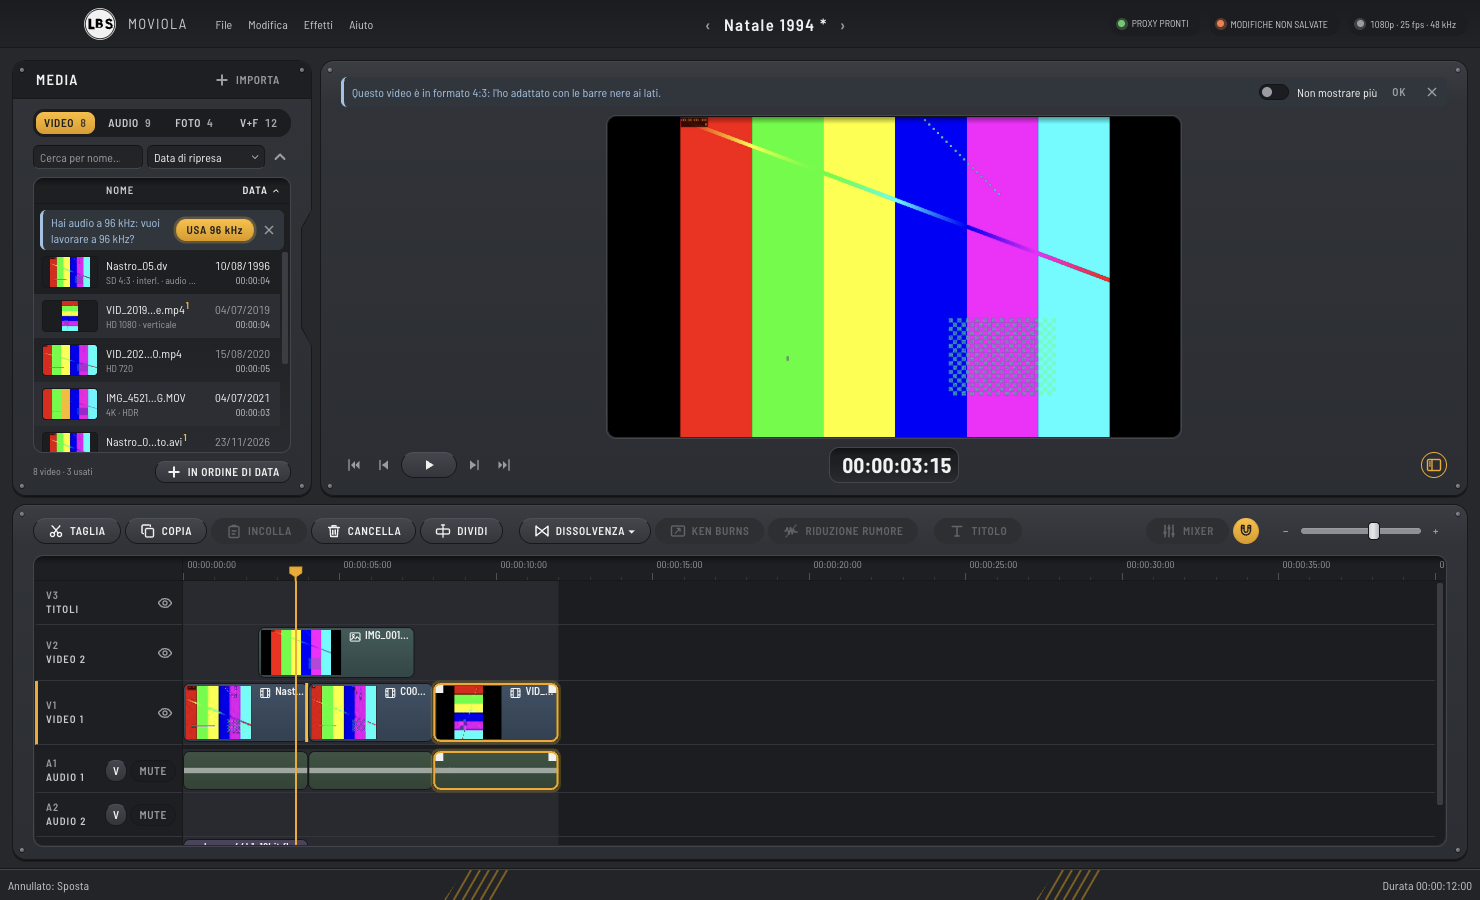 LBS MOVIOLA File Modifica Effetti Aiuto
‹ Natale 1994 * ›
PROXY PRONTI MODIFICHE NON SALVATE 1080p · 25 fps · 48 kHz
MEDIA IMPORTA
VIDEO 8 AUDIO 9 FOTO 4 V+F 12
Cerca per nome... Data di ripresa
NOME DATA
Hai audio a 96 kHz: vuoi
lavorare a 96 kHz?
USA 96 kHz
Nastro_05.dv 10/08/1996
SD 4:3 · interl. · audio ... 00:00:04
VID_2019...e.mp4¹ 04/07/2019
HD 1080 · verticale 00:00:04
VID_202...0.mp4 15/08/2020
HD 720 00:00:05
IMG_4521...G.MOV 04/07/2021
4K · HDR 00:00:03
Nastro_0...to.avi¹ 23/11/2026
8 video · 3 usati IN ORDINE DI DATA
Questo video è in formato 4:3: l'ho adattato con le barre nere ai lati.
Non mostrare più OK
00:00:03:15
TAGLIA COPIA INCOLLA CANCELLA DIVIDI DISSOLVENZA KEN BURNS RIDUZIONE RUMORE TITOLO MIXER − +
00:00:00:00 00:00:05:00 00:00:10:00 00:00:15:00 00:00:20:00 00:00:25:00 00:00:30:00 00:00:35:00 0
V3
TITOLI
V2
VIDEO 2
IMG_001...
V1
VIDEO 1
Nast... C00... VID_...
A1
AUDIO 1
V MUTE
A2
AUDIO 2
V MUTE
Annullato: Sposta
Durata 00:00:12:00